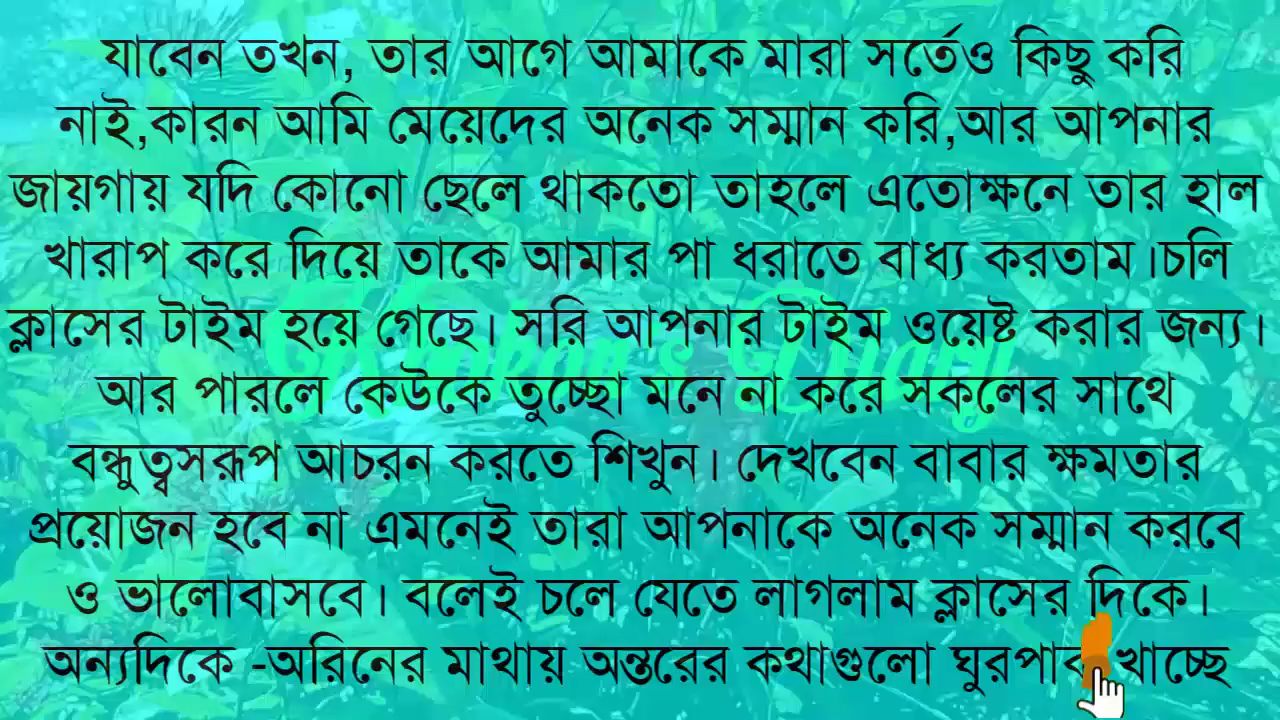 যাবেন তখন, তার আগে আমাকে মারা সর্তেও কিছু করি
নাই,কারন আমি মেয়েদের অনেক সম্মান করি,আর আপনার
জায়গায় যদি কোনো ছেলে থাকতো তাহলে এতোক্ষনে তার হাল
খারাপ করে দিয়ে তাকে আমার পা ধরাতে বাধ্য করতাম।চলি
ক্লাসের টাইম হয়ে গেছে। সরি আপনার টাইম ওয়েষ্ট করার জন্য।
আর পারলে কেউকে তুচ্ছো মনে না করে সকলের সাথে
বন্ধুত্বসরূপ আচরন করতে শিখুন। দেখবেন বাবার ক্ষমতার
প্রয়োজন হবে না এমনেই তারা আপনাকে অনেক সম্মান করবে
ও ভালোবাসবে। বলেই চলে যেতে লাগলাম ক্লাসের দিকে।
অন্যদিকে -অরিনের মাথায় অন্তরের কথাগুলো খাচ্ছে